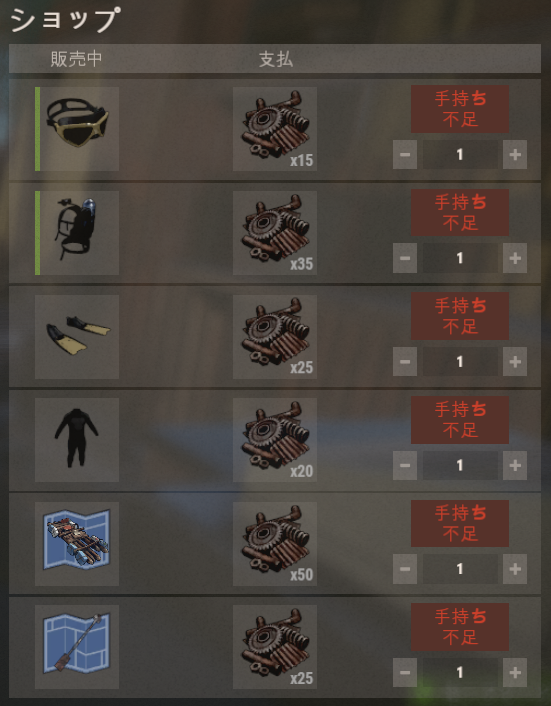 ショップ
販売中 支払
手持ち
不足
x15 - 1 +
手持ち
不足
x35 - 1 +
手持ち
不足
x25 - 1 +
手持ち
不足
x20 - 1 +
手持ち
不足
x50 - 1 +
手持ち
不足
x25 - 1 +